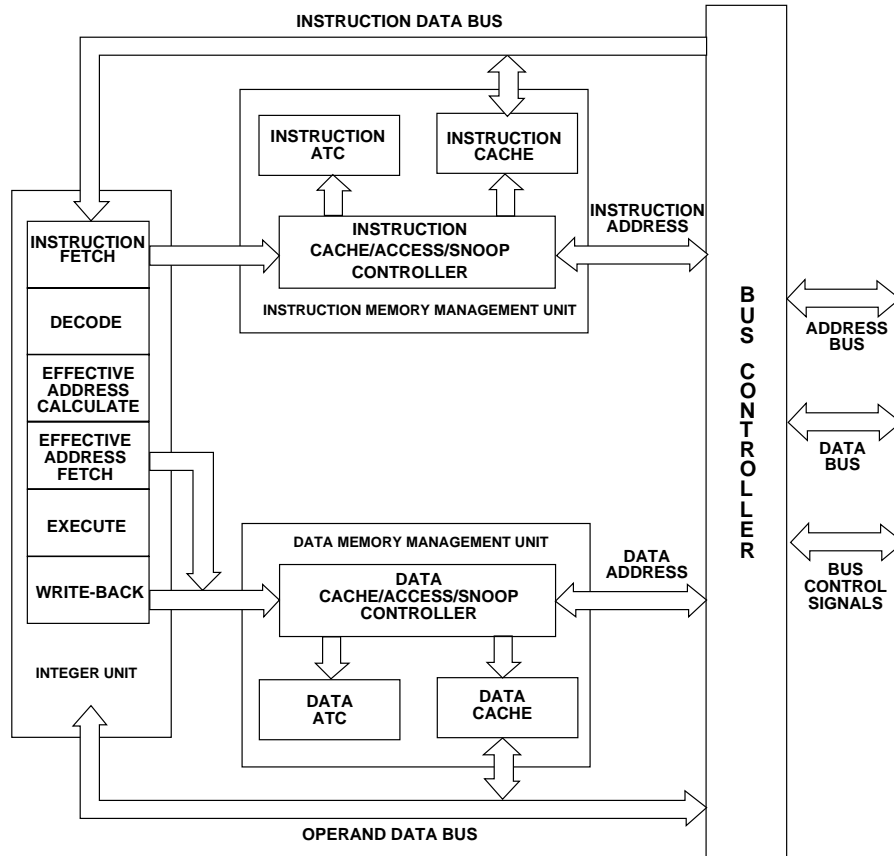 INSTRUCTION DATA BUS
INSTRUCTION
ATC
INSTRUCTION
CACHE
INSTRUCTION
FETCH
INSTRUCTION
CACHE/ACCESS/SNOOP
CONTROLLER
INSTRUCTION
ADDRESS
INSTRUCTION MEMORY MANAGEMENT UNIT
DECODE
EFFECTIVE
ADDRESS
CALCULATE
EFFECTIVE
ADDRESS
FETCH
EXECUTE
WRITE-BACK
INTEGER UNIT
DATA MEMORY MANAGEMENT UNIT
DATA
CACHE/ACCESS/SNOOP
CONTROLLER
DATA
ADDRESS
DATA
ATC
DATA
CACHE
OPERAND DATA BUS
BUS CONTROLLER
ADDRESS
BUS
DATA
BUS
BUS
CONTROL
SIGNALS